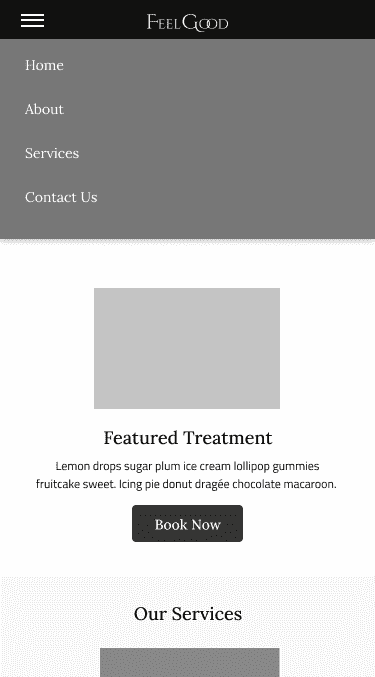 FeelGood
Home
About
Services
Contact Us
Featured Treatment
Lemon drops sugar plum ice cream lollipop gummies
fruitcake sweet. Icing pie donut dragée chocolate macaroon.
Book Now
Our Services